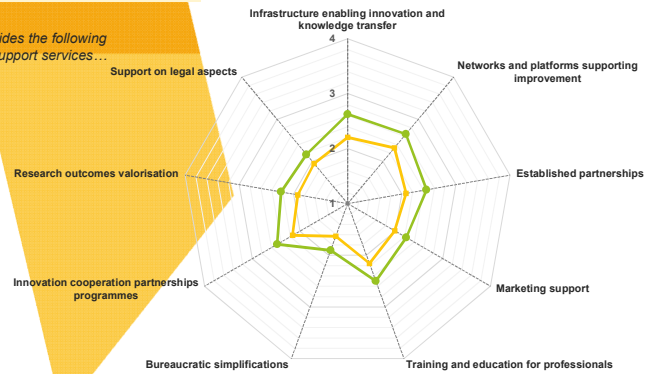 Infrastructure enabling innovation and
knowledge transfer
ides the following
upport services…
4
Support on legal aspects
Networks and platforms supporting
improvement
3
2
Research outcomes valorisation
Established partnerships
1
Innovation cooperation partnerships
programmes
Marketing support
Bureaucratic simplifications
Training and education for professionals